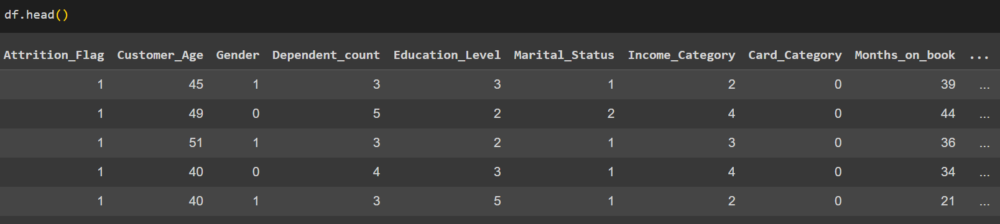 df.head()
Attrition_Flag Customer_Age Gender Dependent_count Education_Level Marital_Status Income_Category Card_Category Months_on_book ...
1 45 1 3 3 1 2 0 39 ...
1 49 0 5 2 2 4 0 44 ...
1 51 1 3 2 1 3 0 36 ...
1 40 0 4 3 1 4 0 34 ...
1 40 1 3 5 1 2 0 21 ...